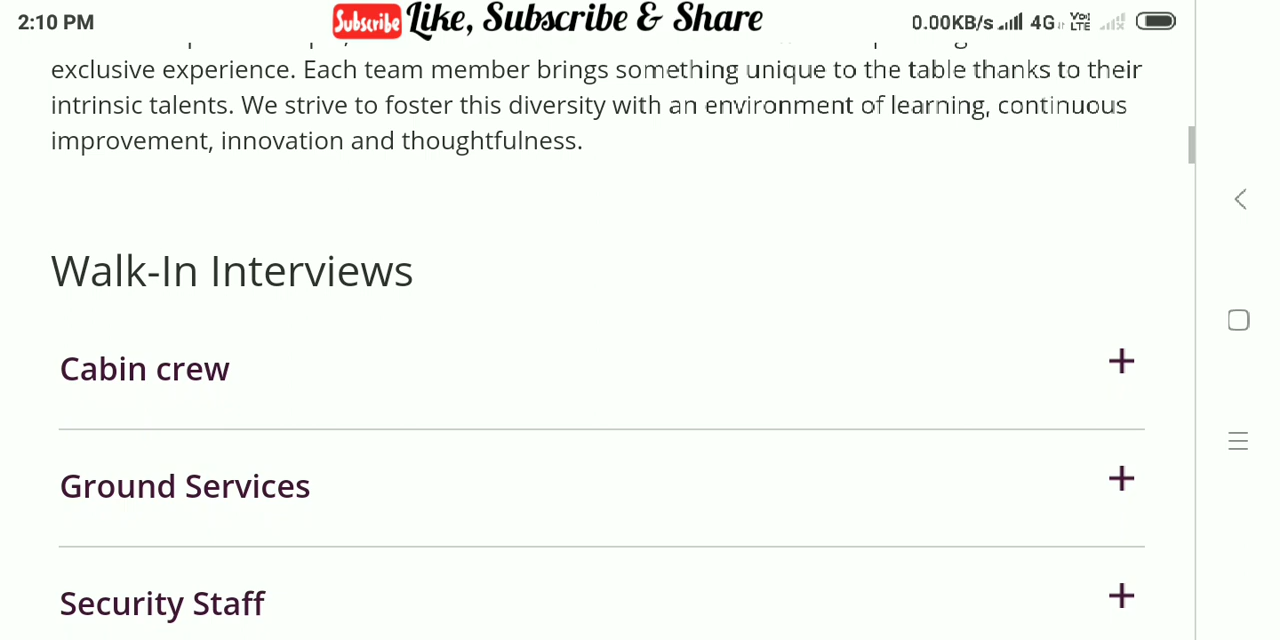 2:10 PM
Subscribe Like, Subscribe & Share
0.00KB/s 4G Vo! LTE
exclusive experience. Each team member brings something unique to the table thanks to their
intrinsic talents. We strive to foster this diversity with an environment of learning, continuous
improvement, innovation and thoughtfulness.
Walk-In Interviews
Cabin crew +
Ground Services +
Security Staff +